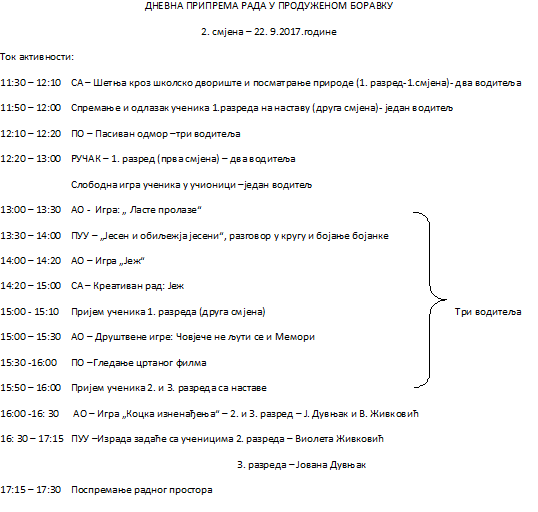 ДНЕВНА ПРИПРЕМА РАДА У ПРОДУЖЕНОМ БОРАВКУ
2. смјена – 22. 9.2017.године
Ток активности:
11:30 – 12:10 СА – Шетња кроз школско двориште и посматрање природе (1. разред-1.смјена)- два водитеља
11:50 – 12:00 Спремање и одлазак ученика 1.разреда на наставу (друга смјена)- један водитељ
12:10 – 12:20 ПО – Пасиван одмор –три водитеља
12:20 – 13:00 РУЧАК – 1. разред (прва смјена) – два водитеља
Слободна игра ученика у учионици –један водитељ
13:00 – 13:30 АО - Игра: „ Ласте пролазе“
13:30 – 14:00 ПУУ – „Јесен и обиљежја јесени“, разговор у кругу и бојање бојанке
14:00 – 14:20 АО – Игра „Јеж“
14:20 – 15:00 СА – Креативан рад: Јеж
15:00 - 15:10 Пријем ученика 1. разреда (друга смјена) Три водитеља
15:00 – 15:30 АО – Друштвене игре: Човјече не љути се и Мемори
15:30 -16:00 ПО –Гледање цртаног филма
15:50 – 16:00 Пријем ученика 2. и 3. разреда са наставе
16:00 -16: 30 АО – Игра „Коцка изненађења“ – 2. и 3. разред – Ј. Дувњак и В. Живковић
16: 30 – 17:15 ПУУ –Израда задаће са ученицима 2. разреда – Виолета Живковић
3. разреда – Јована Дувњак
17:15 – 17:30 Поспремање радног простора